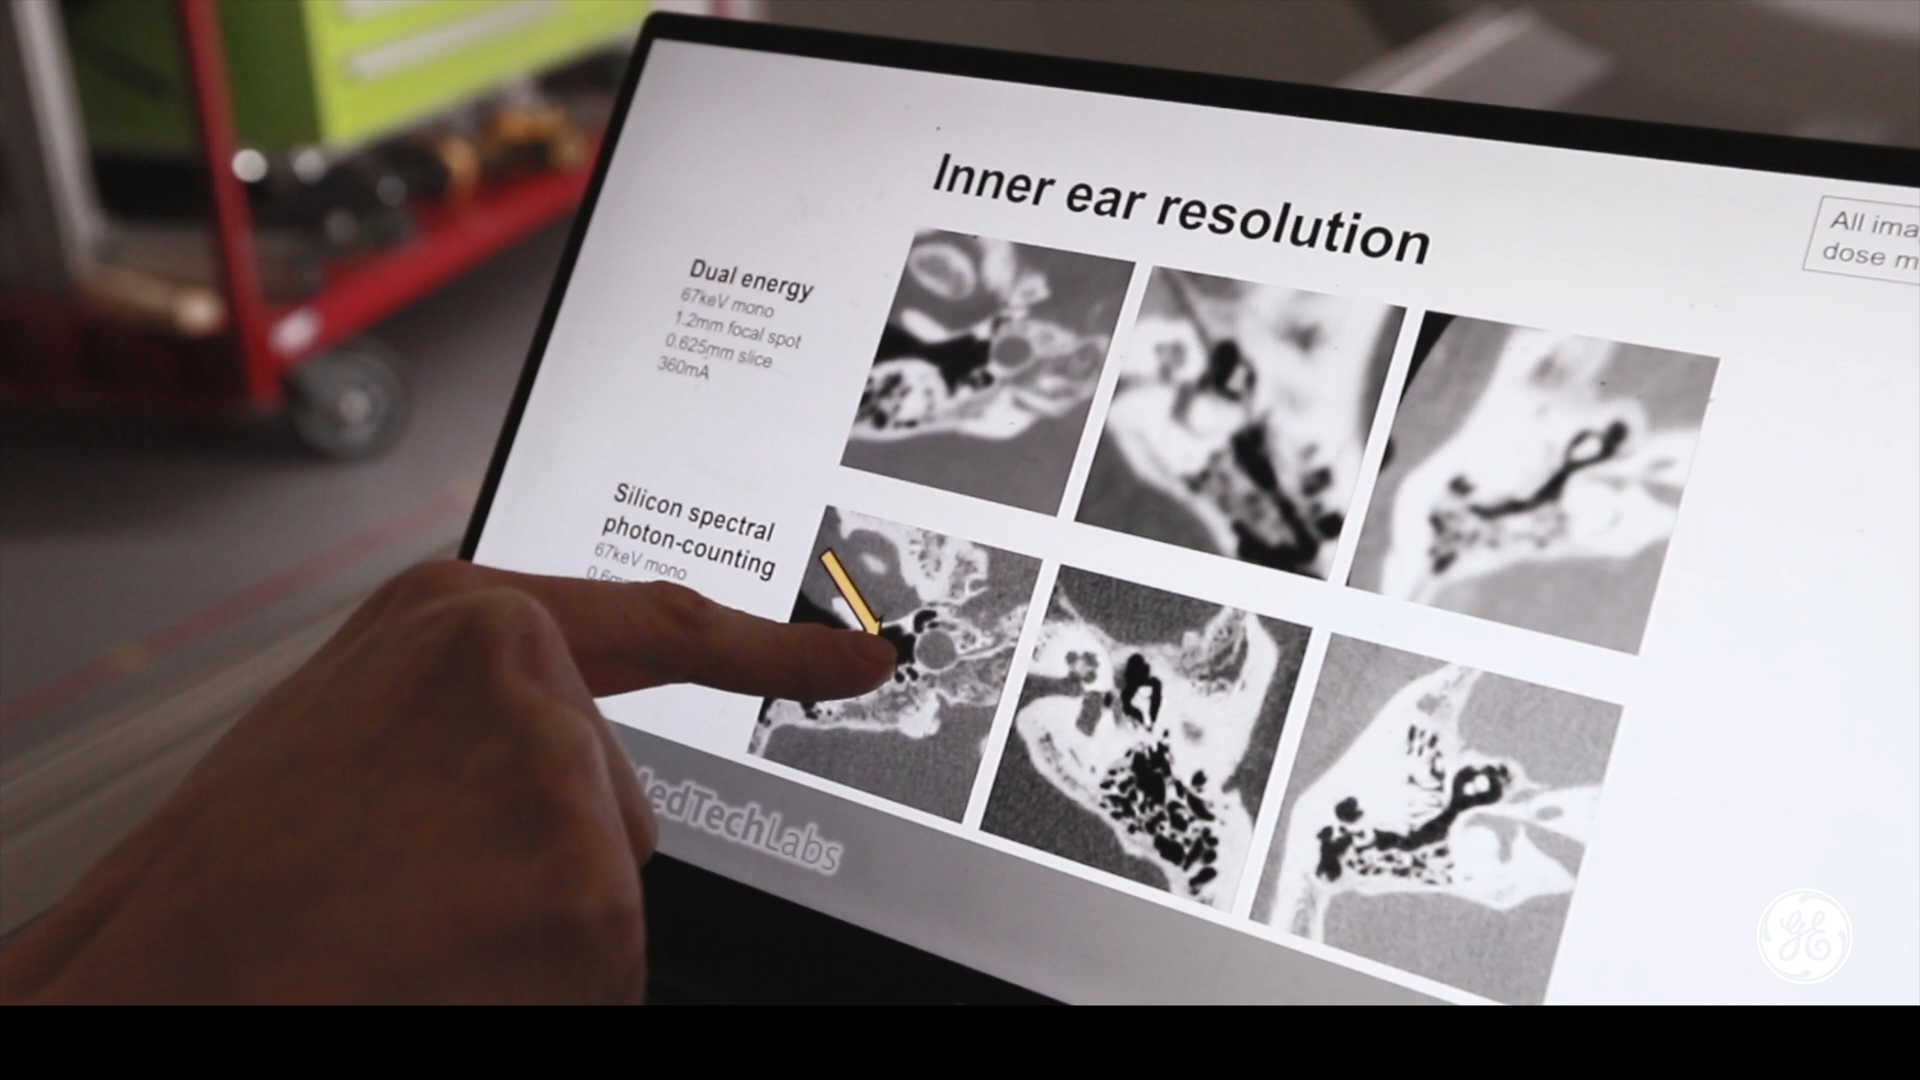 Inner ear resolution
All ima
dose m
Dual energy
67keV mono
1.2mm focal spot
0.625mm slice
360mA
Silicon spectral
photon-counting
67keV mono
MedTechLabs
GE